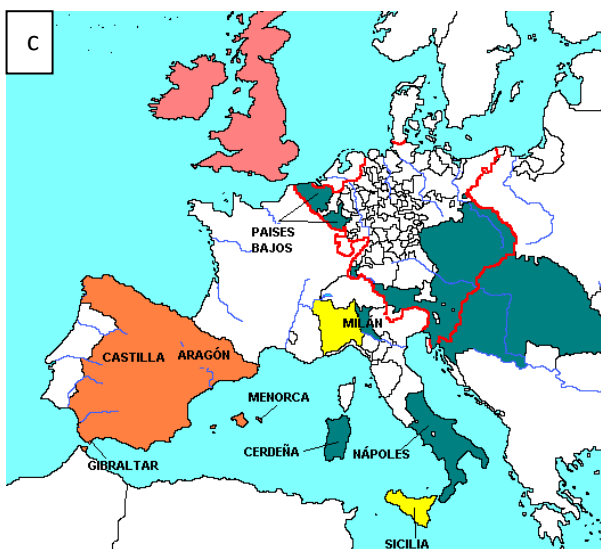 C
PAISES
BAJOS
MILÁN
CASTILLA
ARAGÓN
MENORCA
GIBRALTAR
CERDEÑA
NÁPOLES
SICILIA